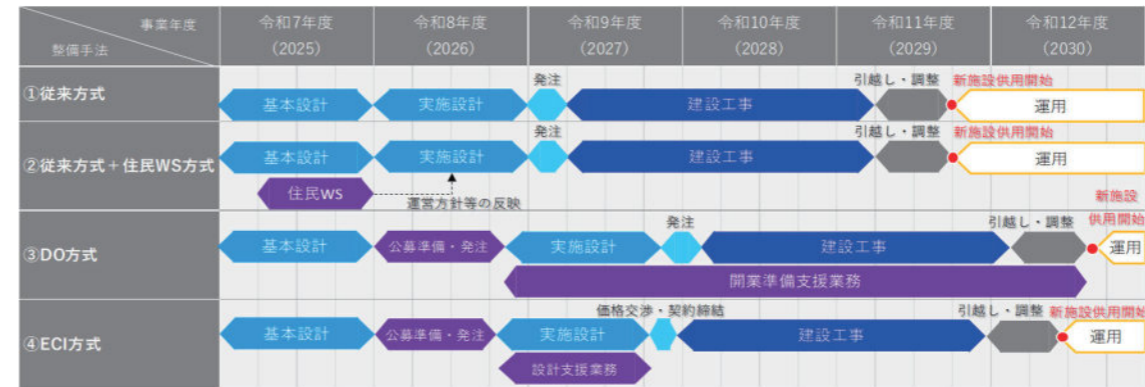 事業年度
整備手法
令和7年度
（2025）
令和8年度
（2026）
令和9年度
（2027）
令和10年度
（2028）
令和11年度
（2029）
令和12年度
（2030）
①従来方式
基本設計
実施設計
発注
建設工事
引越し・調整
新施設供用開始
運用
②従来方式＋住民WS方式
基本設計
実施設計
発注
建設工事
引越し・調整
新施設供用開始
運用
住民WS
運営方針等の反映
③DO方式
基本設計
公募準備・発注
実施設計
発注
建設工事
引越し・調整
新施設
供用開始
運用
開業準備支援業務
④ECI方式
基本設計
公募準備・発注
実施設計
価格交渉・契約締結
建設工事
引越し・調整
新施設供用開始
運用
設計支援業務